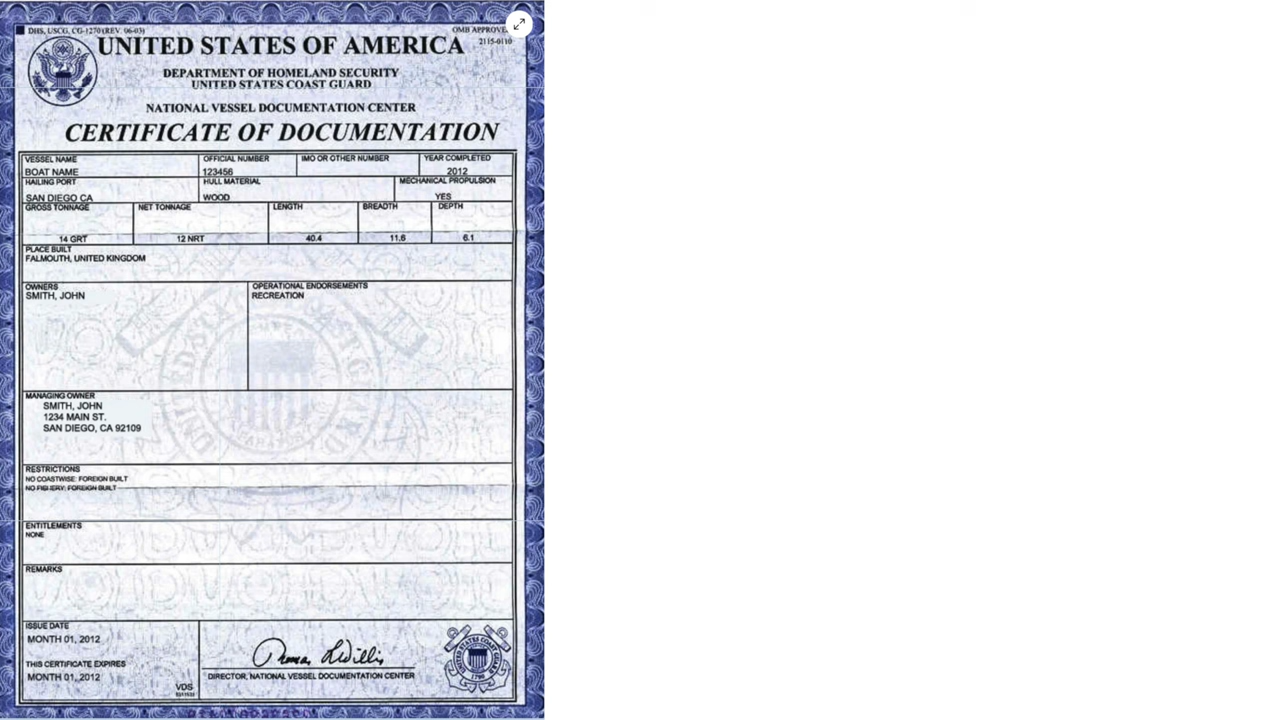 DHS, USCG, CG-1270 (REV. 06-03)
OMB APPROVE
2115-0110
UNITED STATES OF AMERICA
DEPARTMENT OF HOMELAND SECURITY
UNITED STATES COAST GUARD
NATIONAL VESSEL DOCUMENTATION CENTER
CERTIFICATE OF DOCUMENTATION
VESSEL NAME OFFICIAL NUMBER IMO OR OTHER NUMBER YEAR COMPLETED
BOAT NAME 123456 2012
HAILING PORT HULL MATERIAL MECHANICAL PROPULSION
SAN DIEGO CA WOOD YES
GROSS TONNAGE NET TONNAGE LENGTH BREADTH DEPTH
14 GRT 12 NRT 40.4 11.6 6.1
PLACE BUILT
FALMOUTH, UNITED KINGDOM
OWNERS OPERATIONAL ENDORSEMENTS
SMITH, JOHN RECREATION
MANAGING OWNER
SMITH, JOHN
1234 MAIN ST.
SAN DIEGO, CA 92109
RESTRICTIONS
NO COASTWISE: FOREIGN BUILT
NO FISHERY: FOREIGN BUILT
ENTITLEMENTS
NONE
REMARKS
ISSUE DATE
MONTH 01, 2012
THIS CERTIFICATE EXPIRES
MONTH 01, 2012
VDS
DIRECTOR, NATIONAL VESSEL DOCUMENTATION CENTER
UNITED STATES COAST GUARD
1790